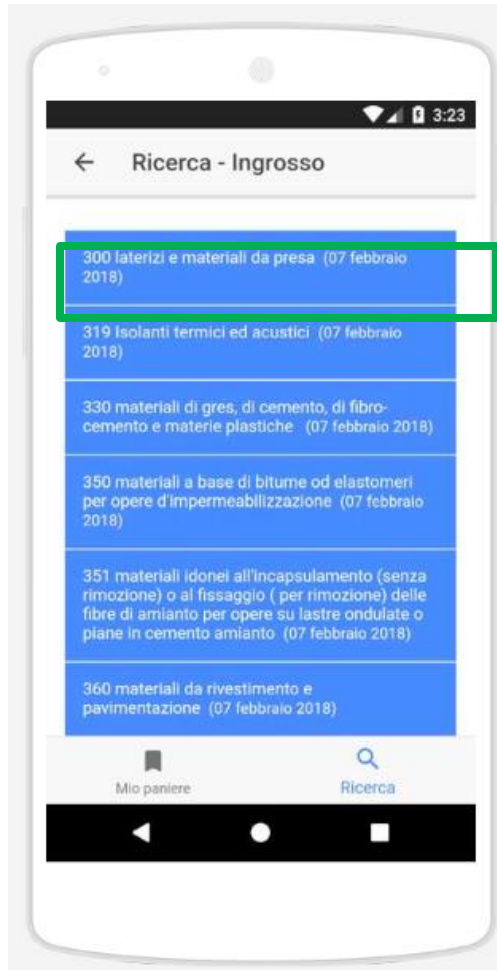 3:23
Ricerca - Ingrosso
300 laterizi e materiali da presa (07 febbraio
2018)
319 Isolanti termici ed acustici (07 febbraio
2018)
330 materiali di gres, di cemento, di fibro-
cemento e materie plastiche (07 febbraio 2018)
350 materiali a base di bitume od elastomeri
per opere d'impermeabilizzazione (07 febbraio
2018)
351 materiali idonei all'incapsulamento (senza
rimozione) o al fissaggio ( per rimozione) delle
fibre di amianto per opere su lastre ondulate o
piane in cemento amianto (07 febbraio 2018)
360 materiali da rivestimento e
pavimentazione (07 febbraio 2018)
Mio paniere
Ricerca